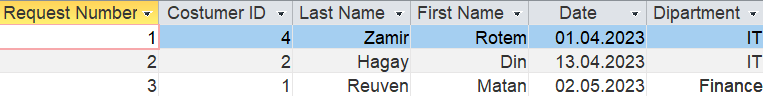 Request Number Costumer ID Last Name First Name Date Dipartment
1 4 Zamir Rotem 01.04.2023 IT
2 2 Hagay Din 13.04.2023 IT
3 1 Reuven Matan 02.05.2023 Finance